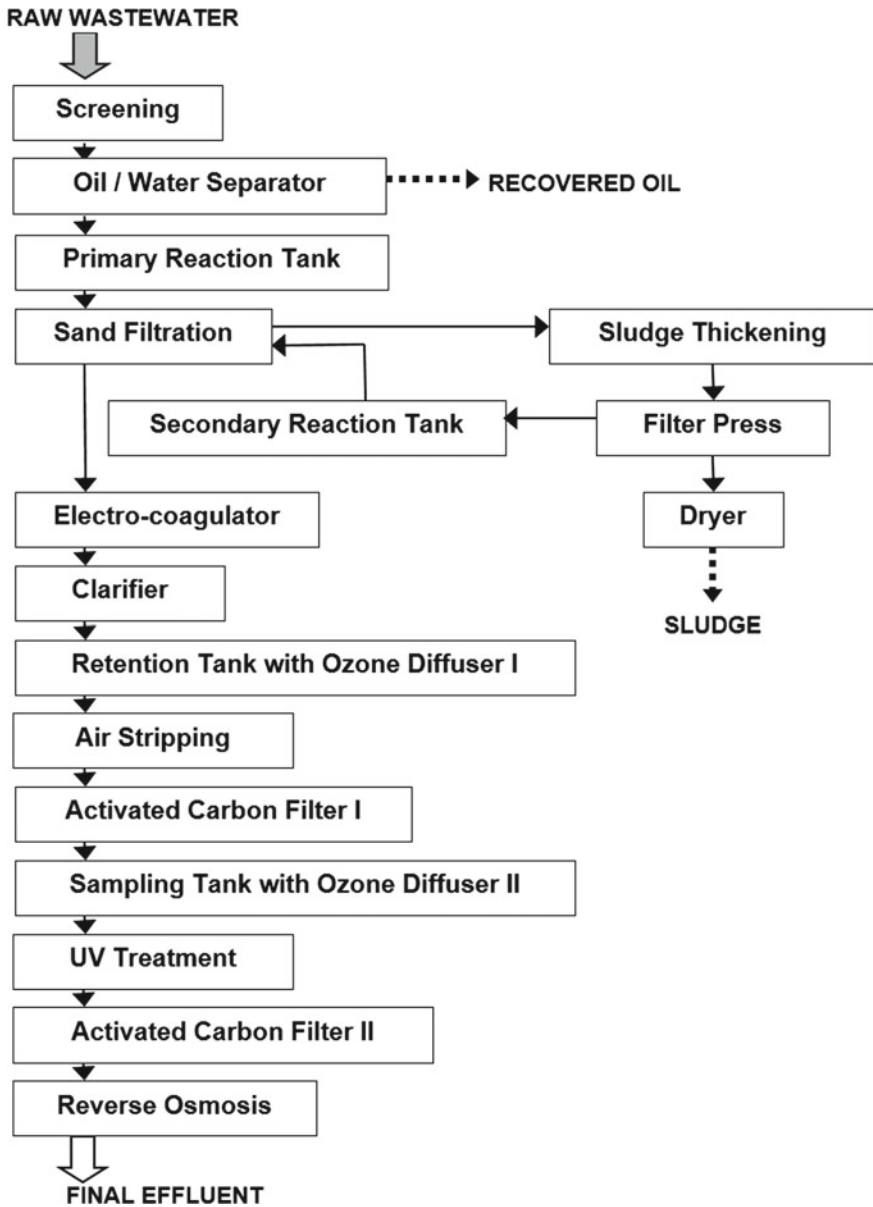 RAW WASTEWATER
Screening
Oil / Water Separator
RECOVERED OIL
Primary Reaction Tank
Sand Filtration
Sludge Thickening
Secondary Reaction Tank
Filter Press
Electro-coagulator
Dryer
Clarifier
SLUDGE
Retention Tank with Ozone Diffuser I
Air Stripping
Activated Carbon Filter I
Sampling Tank with Ozone Diffuser II
UV Treatment
Activated Carbon Filter II
Reverse Osmosis
FINAL EFFLUENT